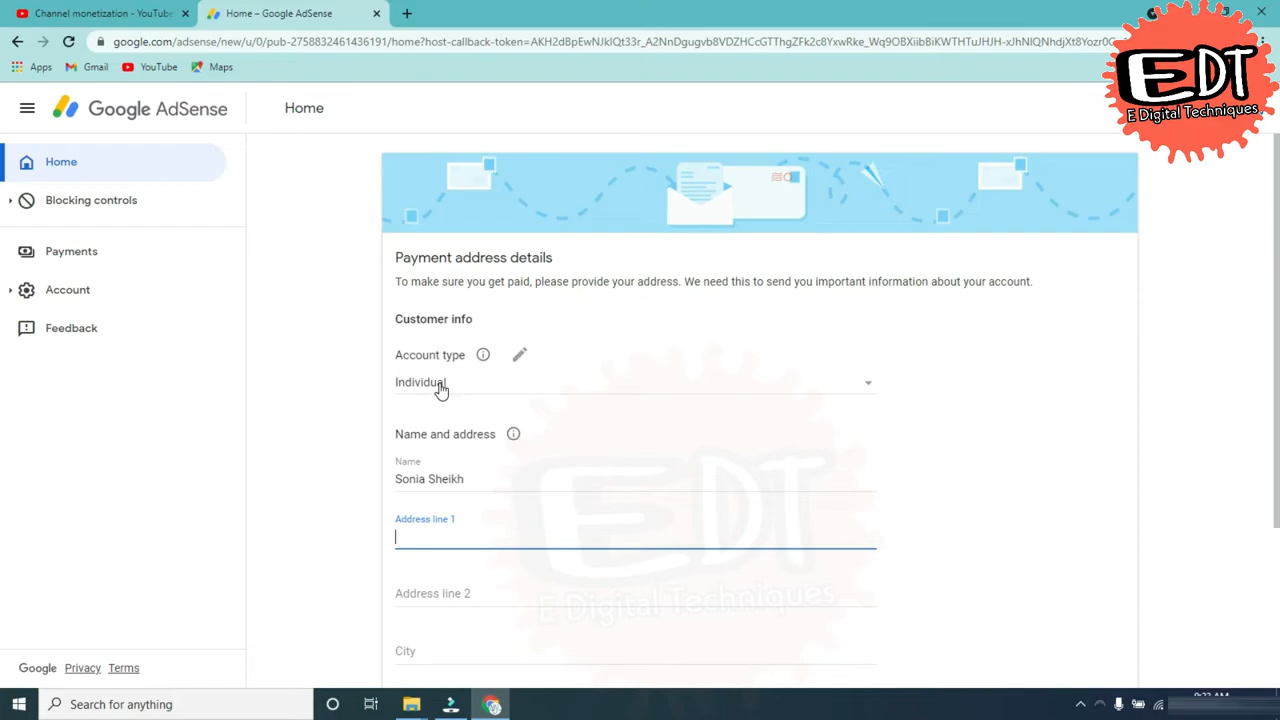 Channel monetization - YouTube
Home – Google AdSense
google.com/adsense/new/u/0/pub-2758832461436191/home?host-callback-token=
Apps
Gmail
YouTube
Maps
EDT
E Digital Techniques
Google AdSense
Home
Home
Blocking controls
Payments
Account
Feedback
Payment address details
To make sure you get paid, please provide your address. We need this to send you important information about your account.
Customer info
Account type
Individual
Name and address
Name
Sonia Sheikh
Address line 1
Address line 2
City
EDT
E Digital Techniques
Google
Privacy
Terms
Search for anything